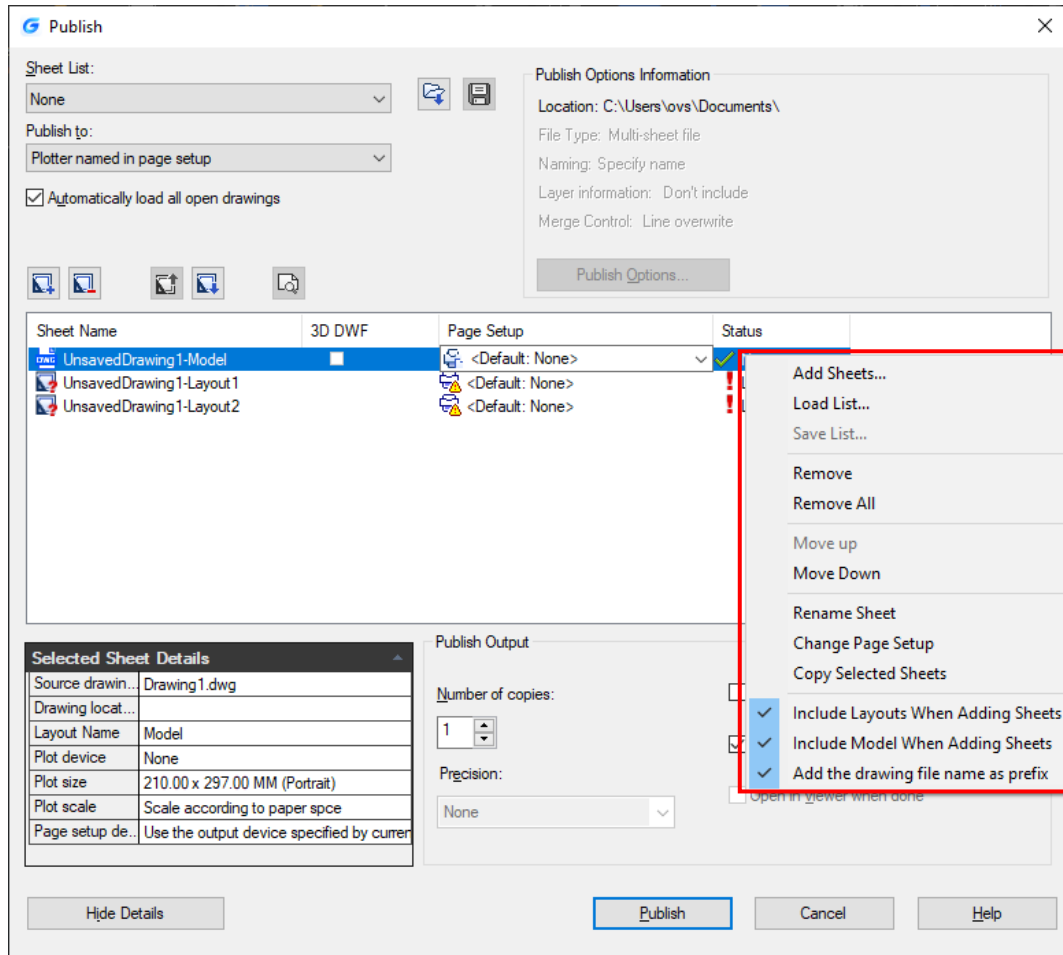 Publish
Sheet List:
None
Publish to:
Plotter named in page setup
Automatically load all open drawings
Publish Options Information
Location: C:\Users\ovs\Documents\
File Type: Multi-sheet file
Naming: Specify name
Layer information: Don't include
Merge Control: Line overwrite
Publish Options...
Sheet Name 3D DWF Page Setup Status
UnsavedDrawing1-Model <Default: None>
UnsavedDrawing1-Layout1 <Default: None>
UnsavedDrawing1-Layout2 <Default: None>
Add Sheets...
Load List...
Save List...
Remove
Remove All
Move up
Move Down
Rename Sheet
Change Page Setup
Copy Selected Sheets
Include Layouts When Adding Sheets
Include Model When Adding Sheets
Add the drawing file name as prefix
Selected Sheet Details
Source drawin... Drawing1.dwg
Drawing locat...
Layout Name Model
Plot device None
Plot size 210.00 x 297.00 MM (Portrait)
Plot scale Scale according to paper spce
Page setup de... Use the output device specified by curren
Publish Output
Number of copies:
1
Precision:
None
Open in viewer when done
Hide Details
Publish
Cancel
Help